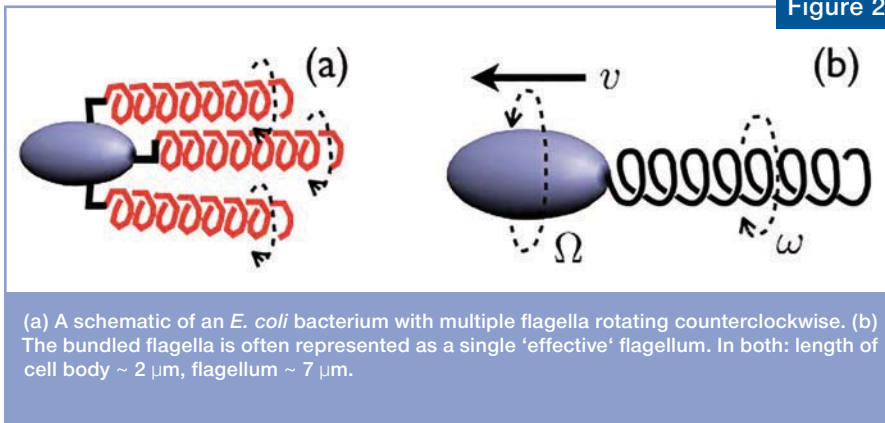 Figure 2
(a)
(b)
v
Ω
ω
(a) A schematic of an E. coli bacterium with multiple flagella rotating counterclockwise. (b)
The bundled flagella is often represented as a single ‘effective‘ flagellum. In both: length of
cell body ~ 2 μm, flagellum ~ 7 μm.